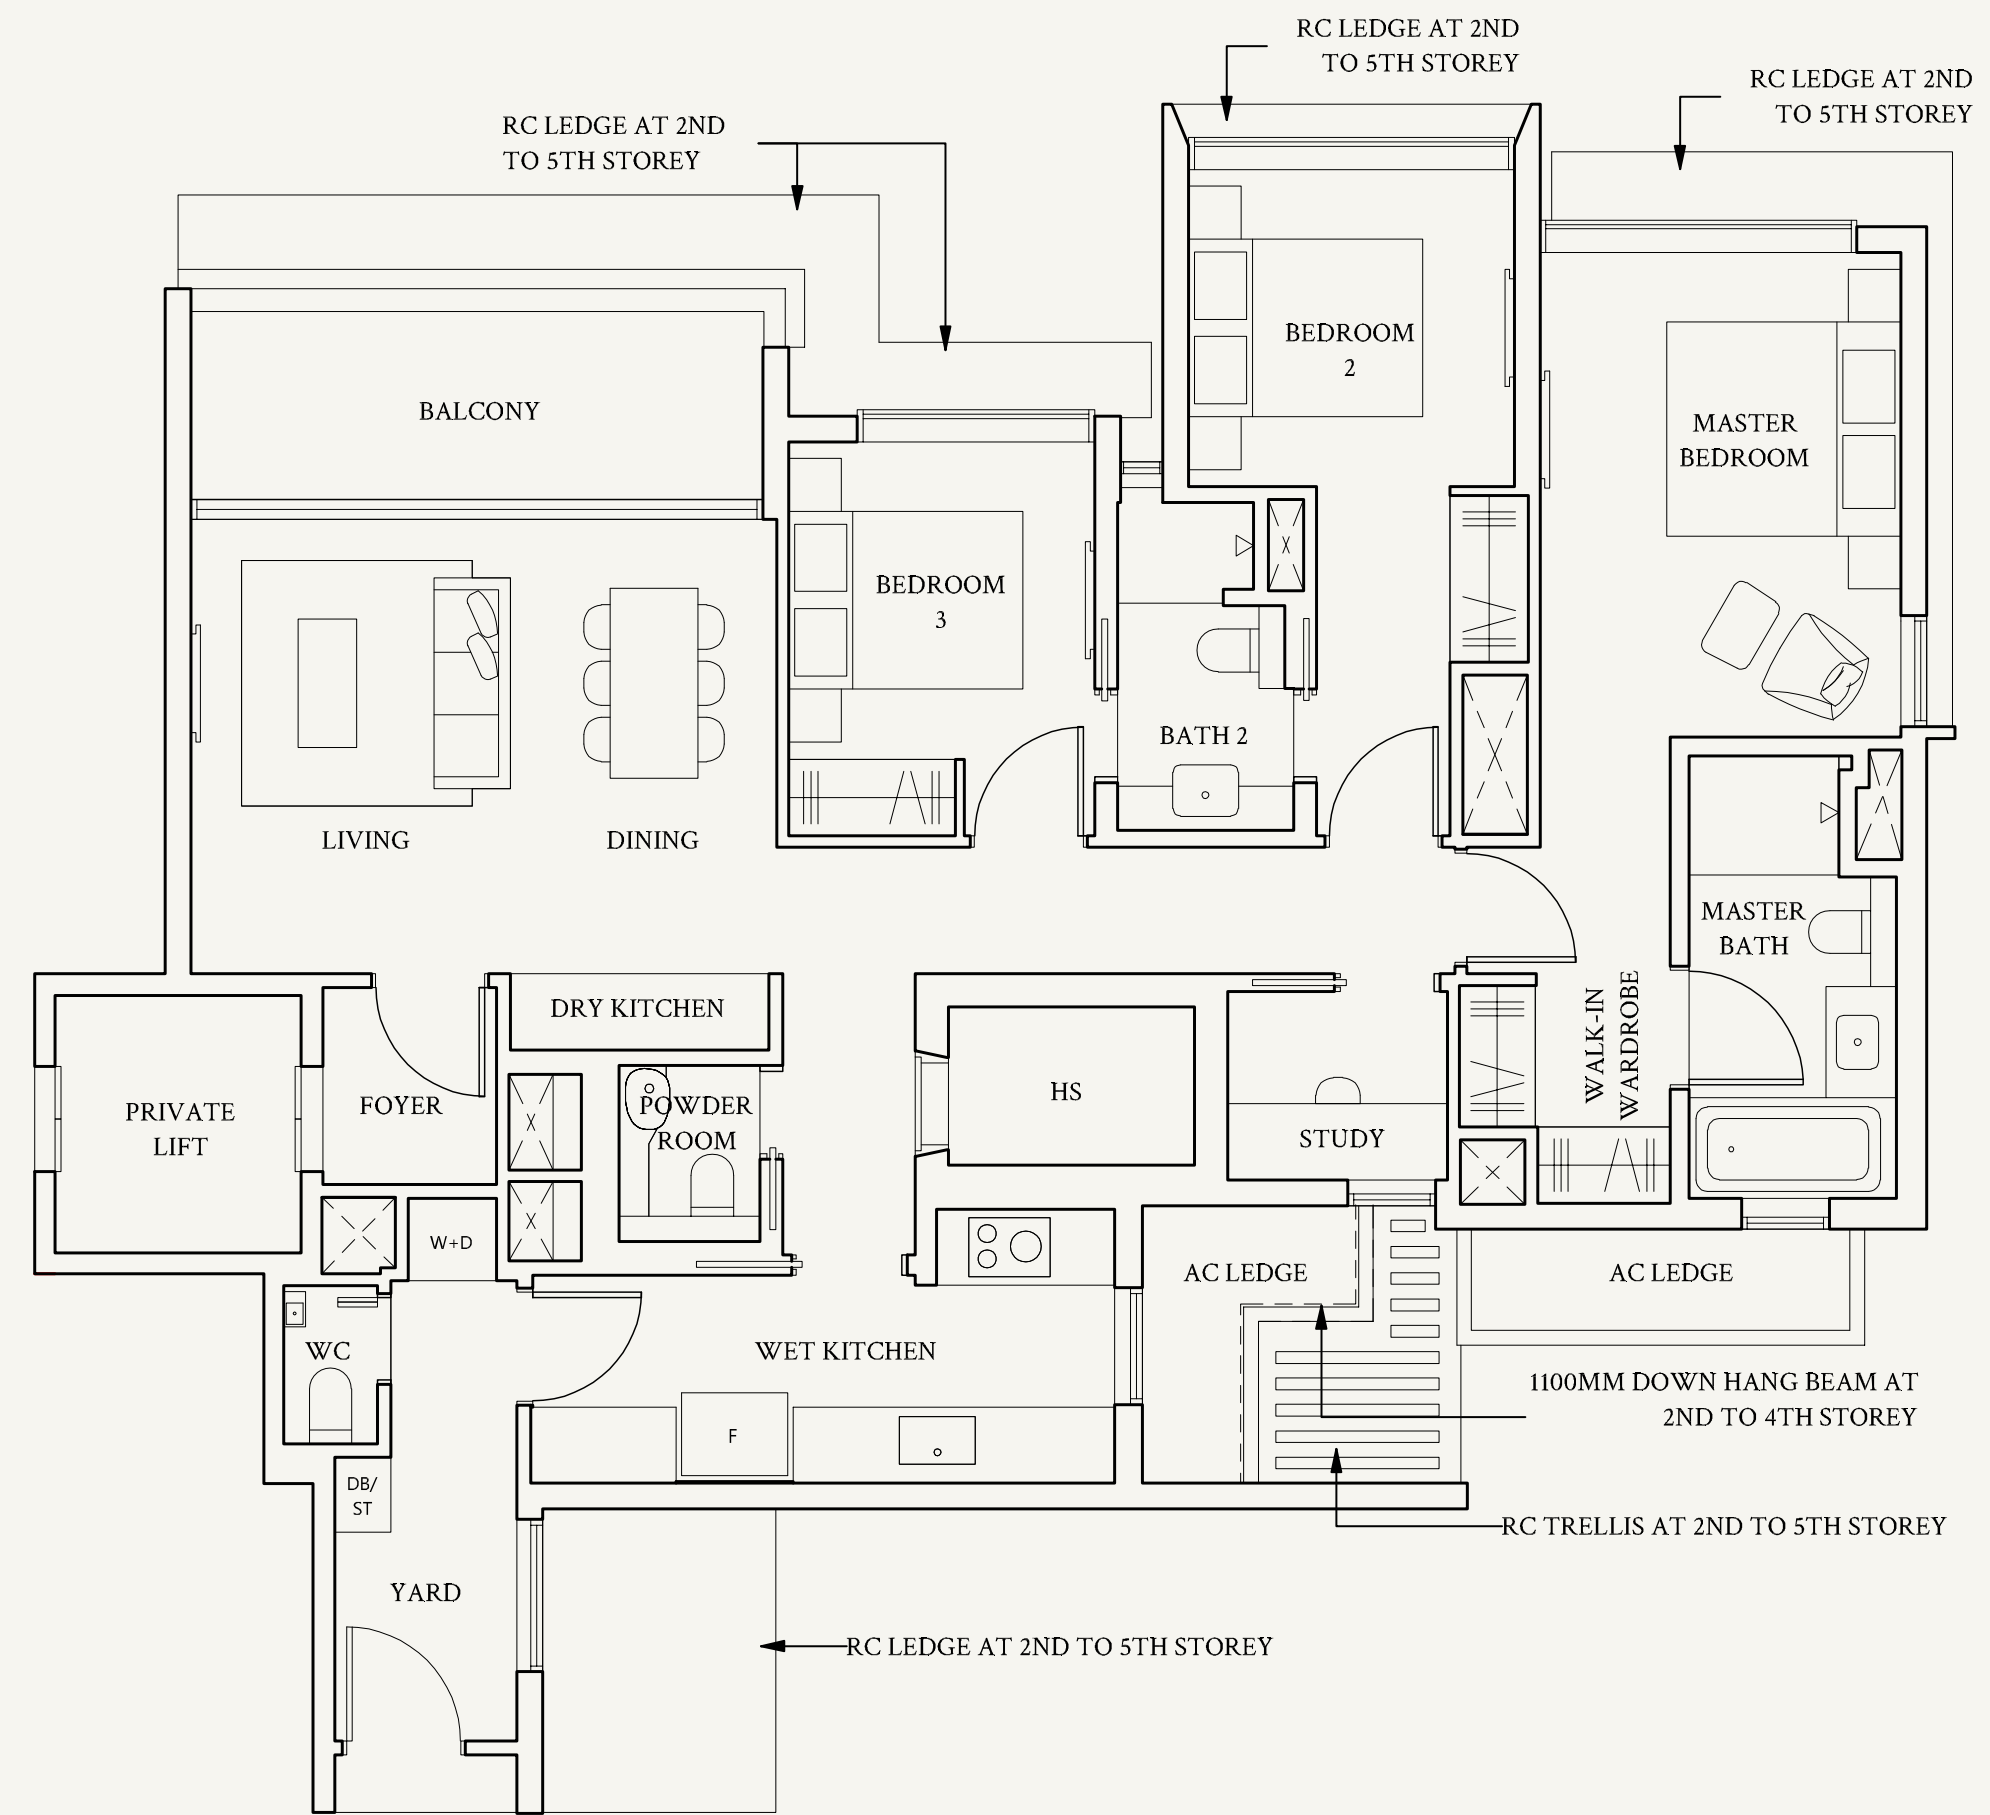 RC LEDGE AT 2ND
TO 5TH STOREY
RC LEDGE AT 2ND
TO 5TH STOREY
RC LEDGE AT 2ND
TO 5TH STOREY
BALCONY
BEDROOM
2
MASTER
BEDROOM
BEDROOM
3
BATH 2
LIVING
DINING
MASTER
BATH
DRY KITCHEN
WALK-IN
WARDROBE
PRIVATE
LIFT
FOYER
POWDER
ROOM
HS
STUDY
W+D
AC LEDGE
AC LEDGE
WC
WET KITCHEN
1100MM DOWN HANG BEAM AT
2ND TO 4TH STOREY
F
DB/
ST
RC TRELLIS AT 2ND TO 5TH STOREY
YARD
RC LEDGE AT 2ND TO 5TH STOREY